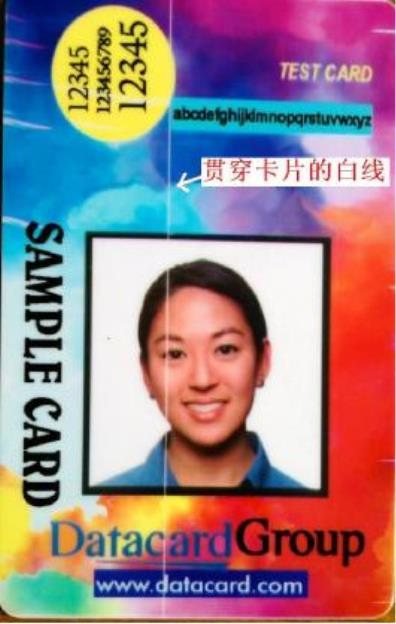 12345
123456789
12345
TEST CARD
abcdefghijklmnopqrstuvwxyz
贯穿卡片的白线
SAMPLE CARD
DatacardGroup
www.datacard.com